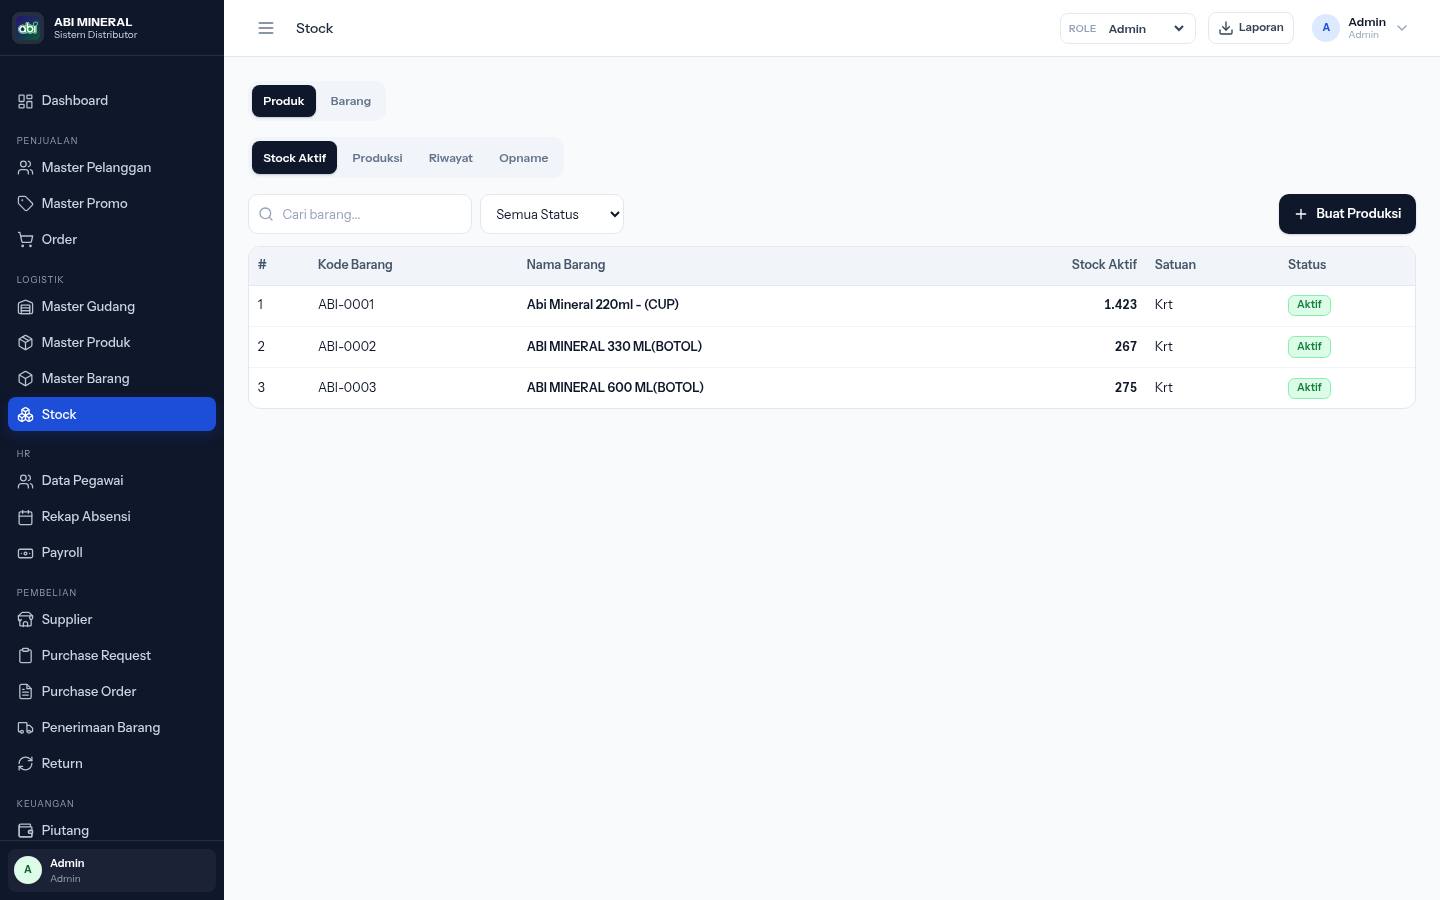 abi
ABI MINERAL
Sistem Distributor
Dashboard
PENJUALAN
Master Pelanggan
Master Promo
Order
LOGISTIK
Master Gudang
Master Produk
Master Barang
Stock
HR
Data Pegawai
Rekap Absensi
Payroll
PEMBELIAN
Supplier
Purchase Request
Purchase Order
Penerimaan Barang
Return
KEUANGAN
Piutang
A
Admin
Admin
Stock
ROLE Admin
Laporan
A
Admin
Admin
Produk Barang
Stock Aktif Produksi Riwayat Opname
Cari barang... Semua Status + Buat Produksi
# Kode Barang Nama Barang Stock Aktif Satuan Status
1 ABI-0001 Abi Mineral 220ml - (CUP) 1.423 Krt Aktif
2 ABI-0002 ABI MINERAL 330 ML(BOTOL) 267 Krt Aktif
3 ABI-0003 ABI MINERAL 600 ML(BOTOL) 275 Krt Aktif